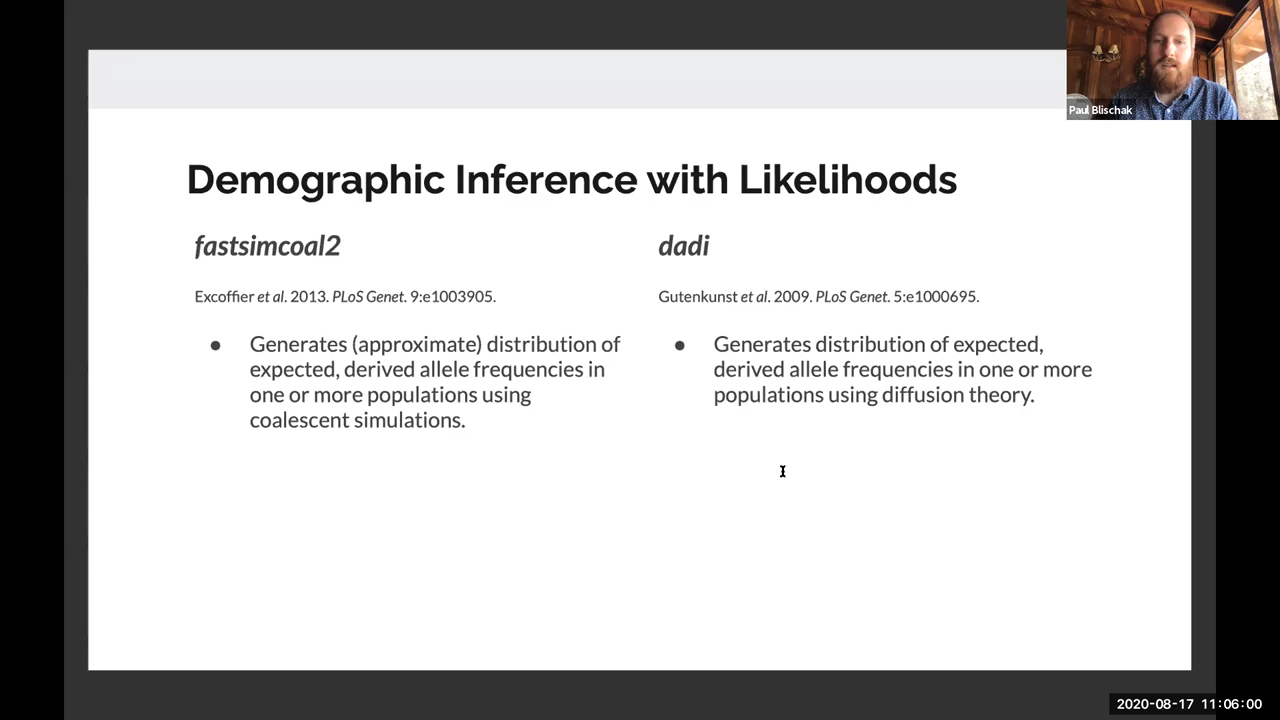 Paul Blischak
Demographic Inference with Likelihoods
fastsimcoal2
Excoffier et al. 2013. PLoS Genet. 9:e1003905.
● Generates (approximate) distribution of
expected, derived allele frequencies in
one or more populations using
coalescent simulations.
dadi
Gutenkunst et al. 2009. PLoS Genet. 5:e1000695.
● Generates distribution of expected,
derived allele frequencies in one or more
populations using diffusion theory.
2020-08-17 11:06:00